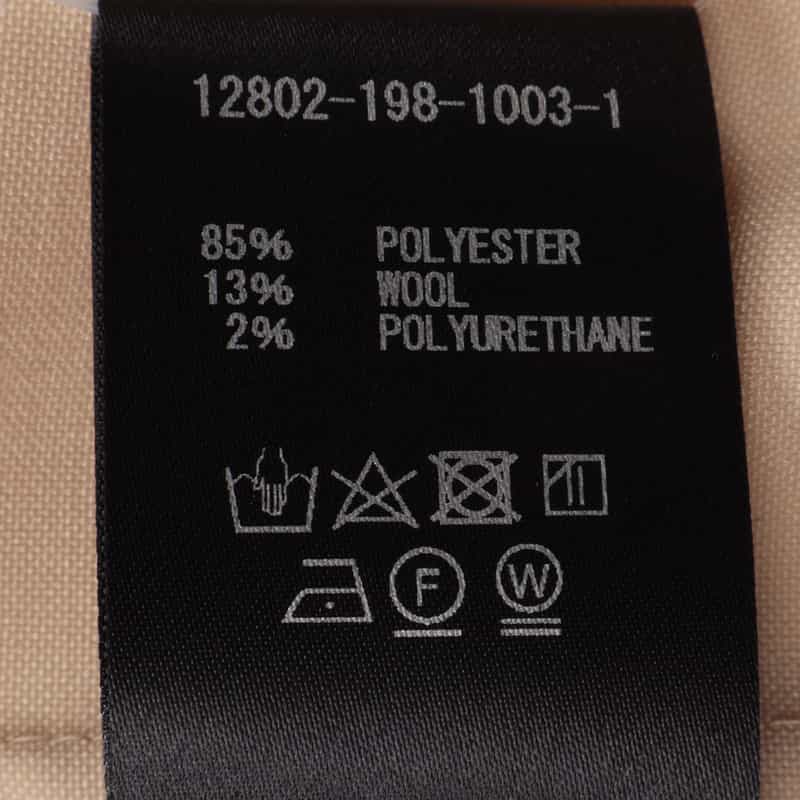 12802-198-1003-1
85% POLYESTER
13% WOOL
2% POLYURETHANE
F W